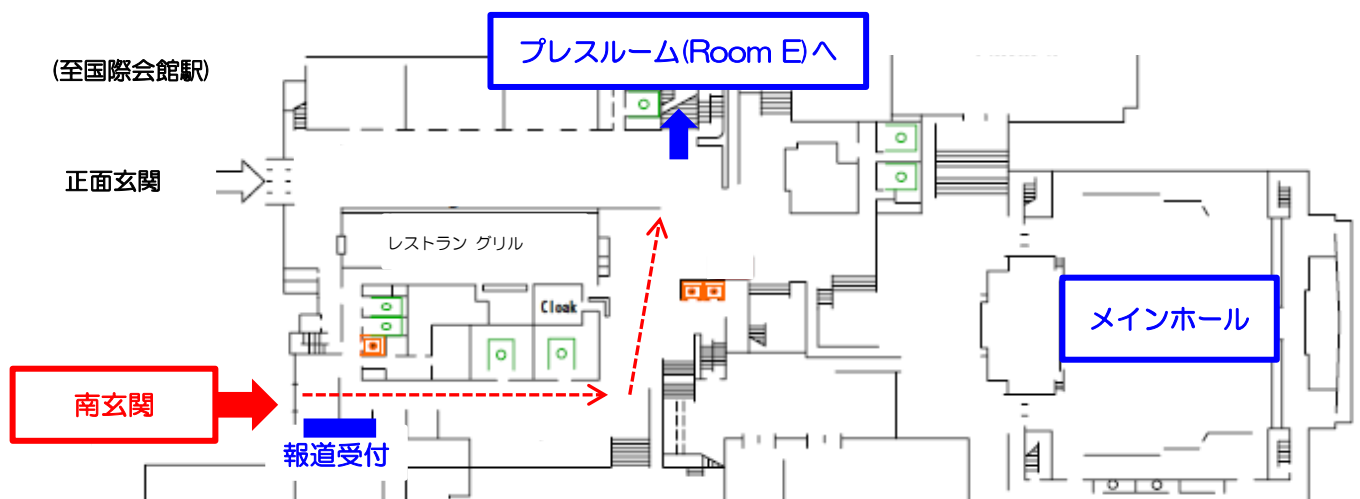 プレスルーム(Room E)へ
(至国際会館駅)
正面玄関
レストラン グリル
Cloak
メインホール
南玄関
報道受付